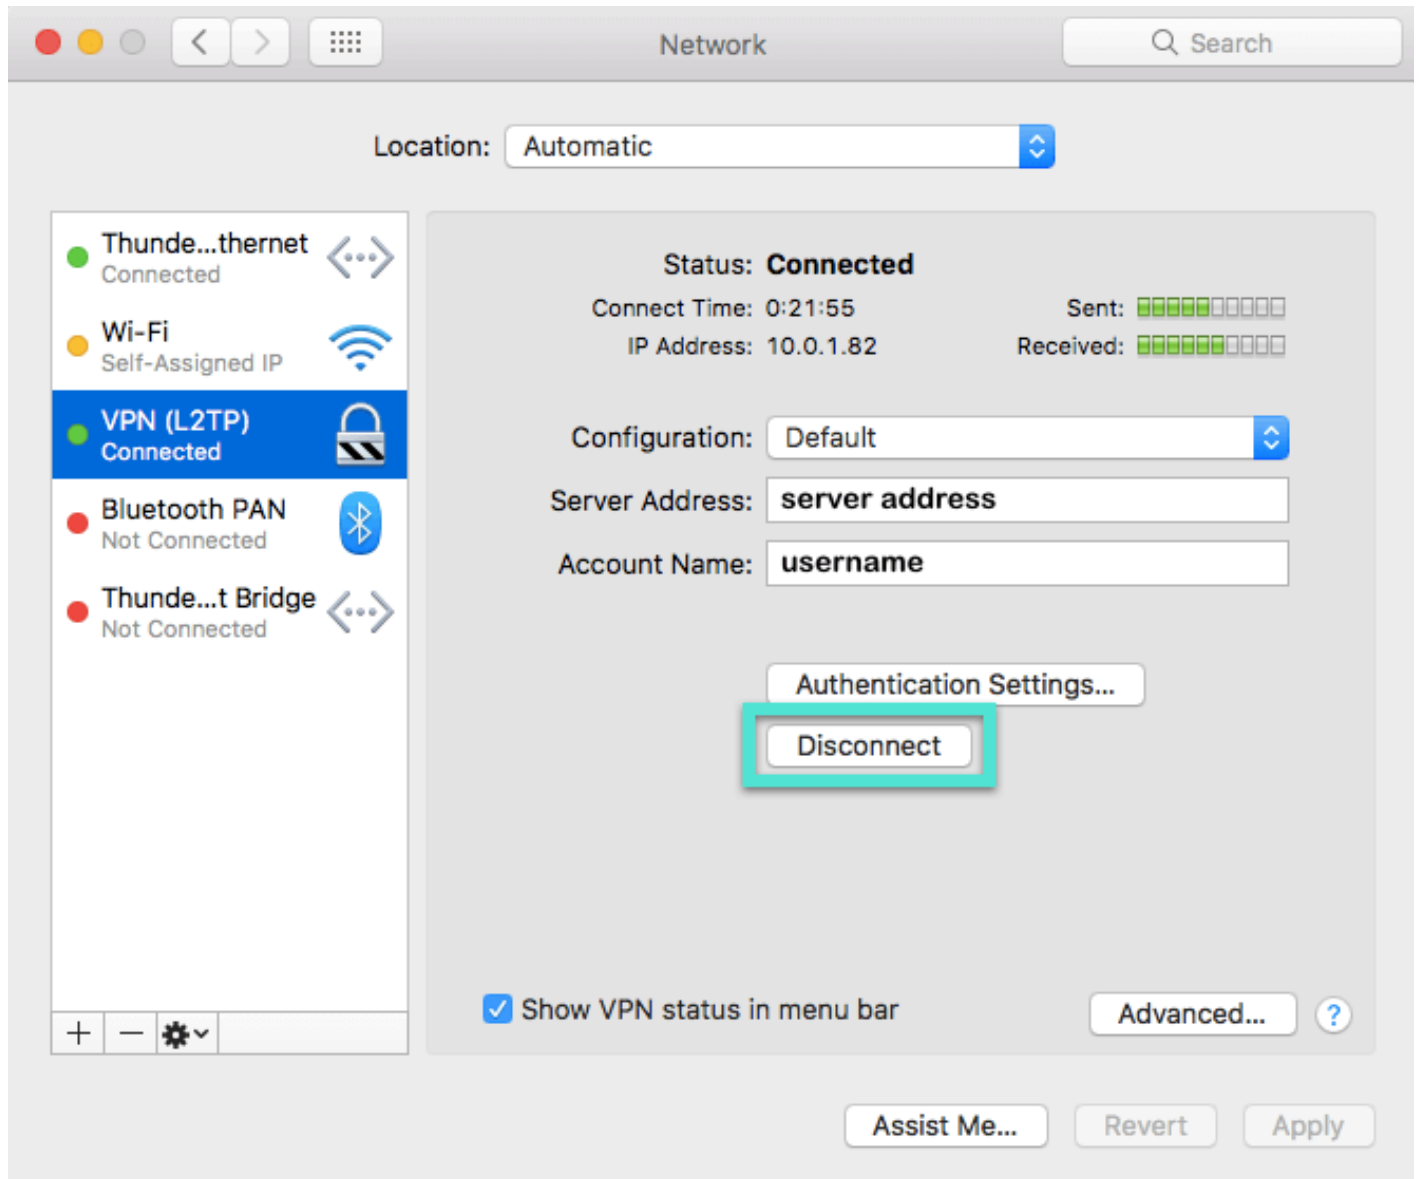 Network
Search
Location: Automatic
Thunde...thernet
Connected
Wi-Fi
Self-Assigned IP
VPN (L2TP)
Connected
Bluetooth PAN
Not Connected
Thunde...t Bridge
Not Connected
Status: Connected
Connect Time: 0:21:55 Sent:
IP Address: 10.0.1.82 Received:
Configuration: Default
Server Address: server address
Account Name: username
Authentication Settings...
Disconnect
Show VPN status in menu bar
Advanced... ?
Assist Me... Revert Apply